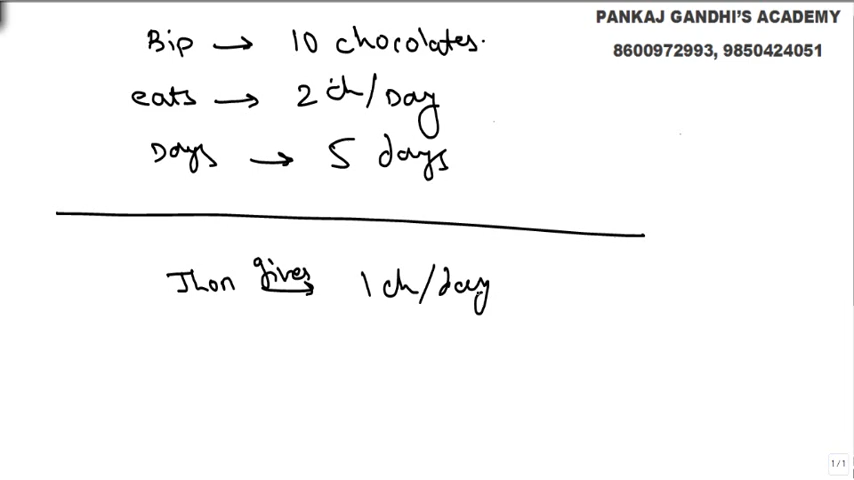 PANKAJ GANDHI'S ACADEMY
8600972993, 9850424051
Bip → 10 chocolates.
eats → 2 ch/Day
Days → 5 days
Jhon gives → 1 ch/day
1/1